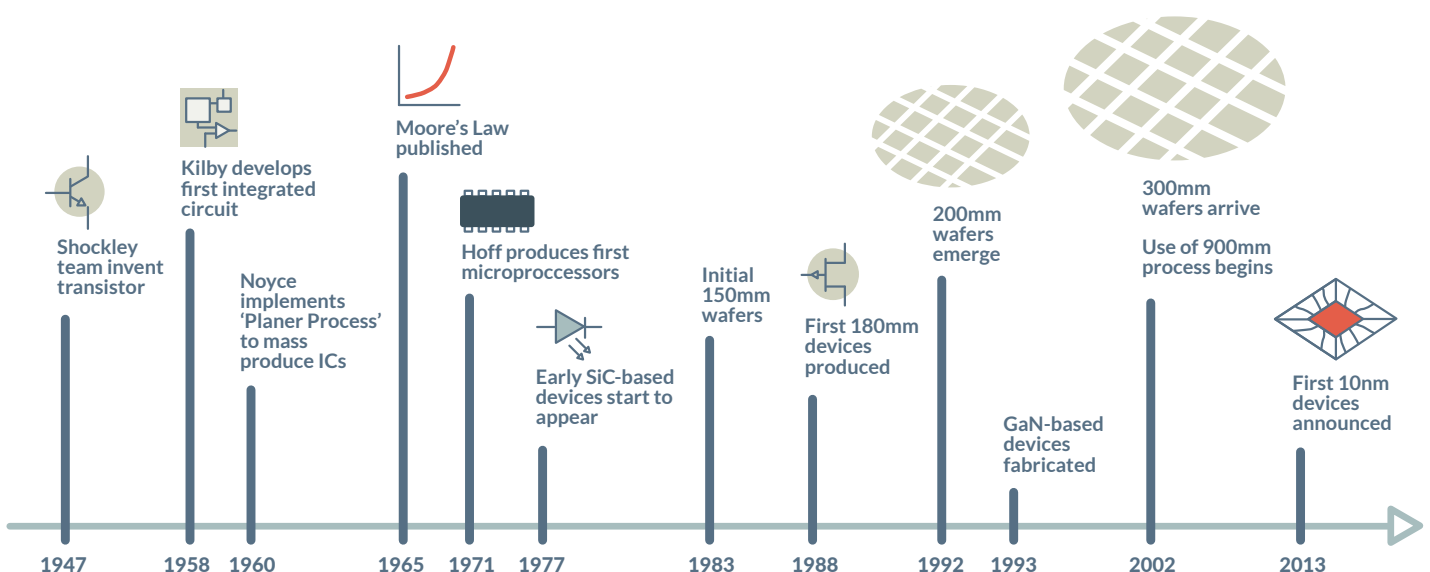 Shockley
team invent
transistor
Kilby develops
first integrated
circuit
Noyce
implements
‘Planer Process’
to mass
produce ICs
Moore’s Law
published
Hoff produces first
microproccessors
Early SiC-based
devices start to
appear
Initial
150mm
wafers
First 180mm
devices
produced
200mm
wafers
emerge
GaN-based
devices
fabricated
300mm
wafers arrive
Use of 900mm
process begins
First 10nm
devices
announced
1947
1958
1960
1965
1971
1977
1983
1988
1992
1993
2002
2013